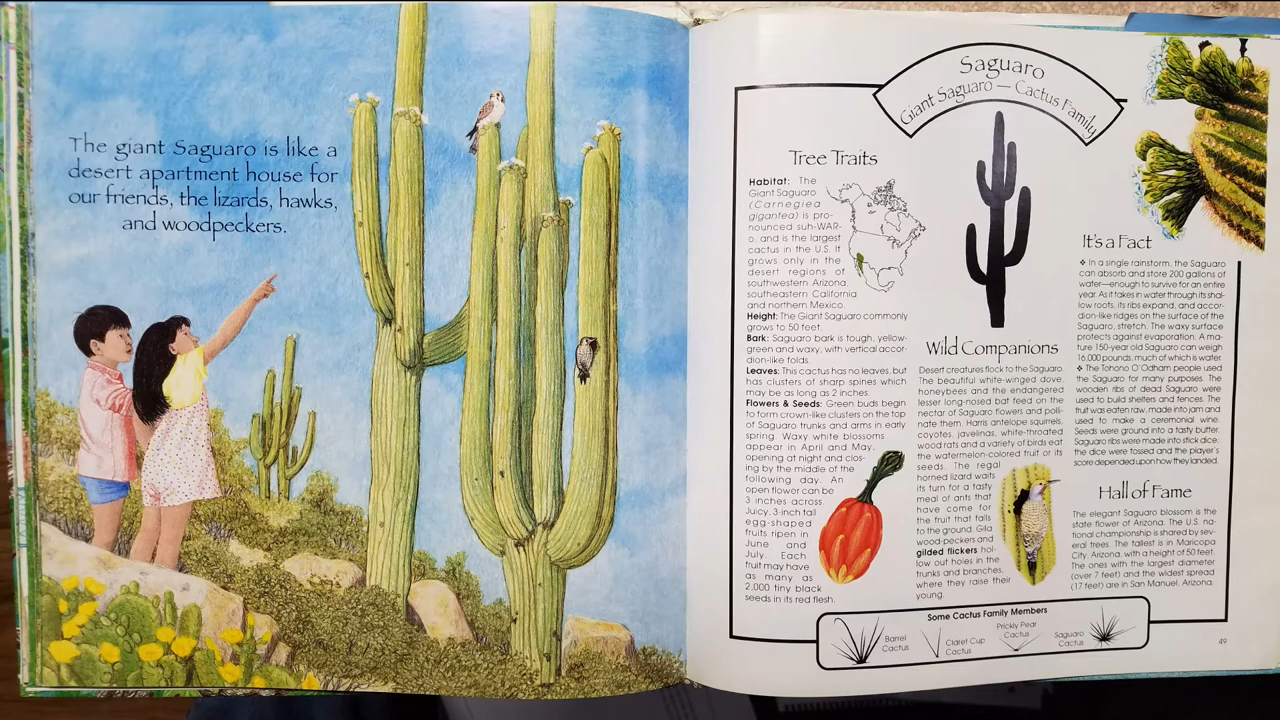 The giant Saguaro is like a
desert apartment house for
our friends, the lizards, hawks,
and woodpeckers.
Saguaro
Giant Saguaro — Cactus Family
Tree Traits
Habitat: The
Giant Saguaro
(Carnegiea
gigantea) is pro-
nounced suh-WAR-
o, and is the largest
cactus in the U.S. It
grows only in the
desert regions of
southwestern Arizona,
southeastern California
and northern Mexico.
Height: The Giant Saguaro commonly
grows to 50 feet.
Bark: Saguaro bark is tough, yellow-
green and waxy, with vertical accor-
dion-like folds.
Leaves: This cactus has no leaves, but
has clusters of sharp spines which
may be as long as 2 inches.
Flowers & Seeds: Green buds begin
to form crown-like clusters on the top
of Saguaro trunks and arms in early
spring. Waxy white blossoms
appear in April and May,
opening at night and clos-
ing by the middle of the
following day. An
open flower can be
3 inches across.
Juicy, 3-inch tall
egg-shaped
fruits ripen in
June and
July. Each
fruit may have
as many as
2,000 tiny black
seeds in its red flesh.
Wild Companions
Desert creatures flock to the Saguaro.
The beautiful white-winged dove,
honeybees and the endangered
lesser long-nosed bat feed on the
nectar of Saguaro flowers and polli-
nate them. Harris antelope squirrels,
coyotes, javelinas, white-throated
wood rats and a variety of birds eat
the watermelon-colored fruit or its
seeds. The regal
horned lizard waits
its turn for a tasty
meal of ants that
have come for
the fruit that falls
to the ground. Gila
wood-peckers and
gilded flickers hol-
low out holes in the
trunks and branches,
where they raise their
young.
It's a Fact
❖ In a single rainstorm, the Saguaro
can absorb and store 200 gallons of
water—enough to survive for an entire
year. As it takes in water through its shal-
low roots, its ribs expand, and accor-
dion-like ridges on the surface of the
Saguaro, stretch. The waxy surface
protects against evaporation. A ma-
ture 150-year old Saguaro can weigh
16,000 pounds, much of which is water.
❖ The Tohono O'Odham people used
the Saguaro for many purposes. The
wooden ribs of dead Saguaro were
used to build shelters and fences. The
fruit was eaten raw, made into jam and
used to make a ceremonial wine.
Seeds were ground into a tasty butter.
Saguaro ribs were made into stick dice.
the dice were tossed and the player's
score depended upon how they landed.
Hall of Fame
The elegant Saguaro blossom is the
state flower of Arizona. The U.S. na-
tional championship is shared by sev-
eral trees. The tallest is in Maricopa
City, Arizona, with a height of 50 feet.
The ones with the largest diameter
(over 7 feet) and the widest spread
(17 feet) are in San Manuel, Arizona.
Some Cactus Family Members
Barrel
Cactus
Claret Cup
Cactus
Prickly Pear
Cactus
Saguaro
Cactus
49